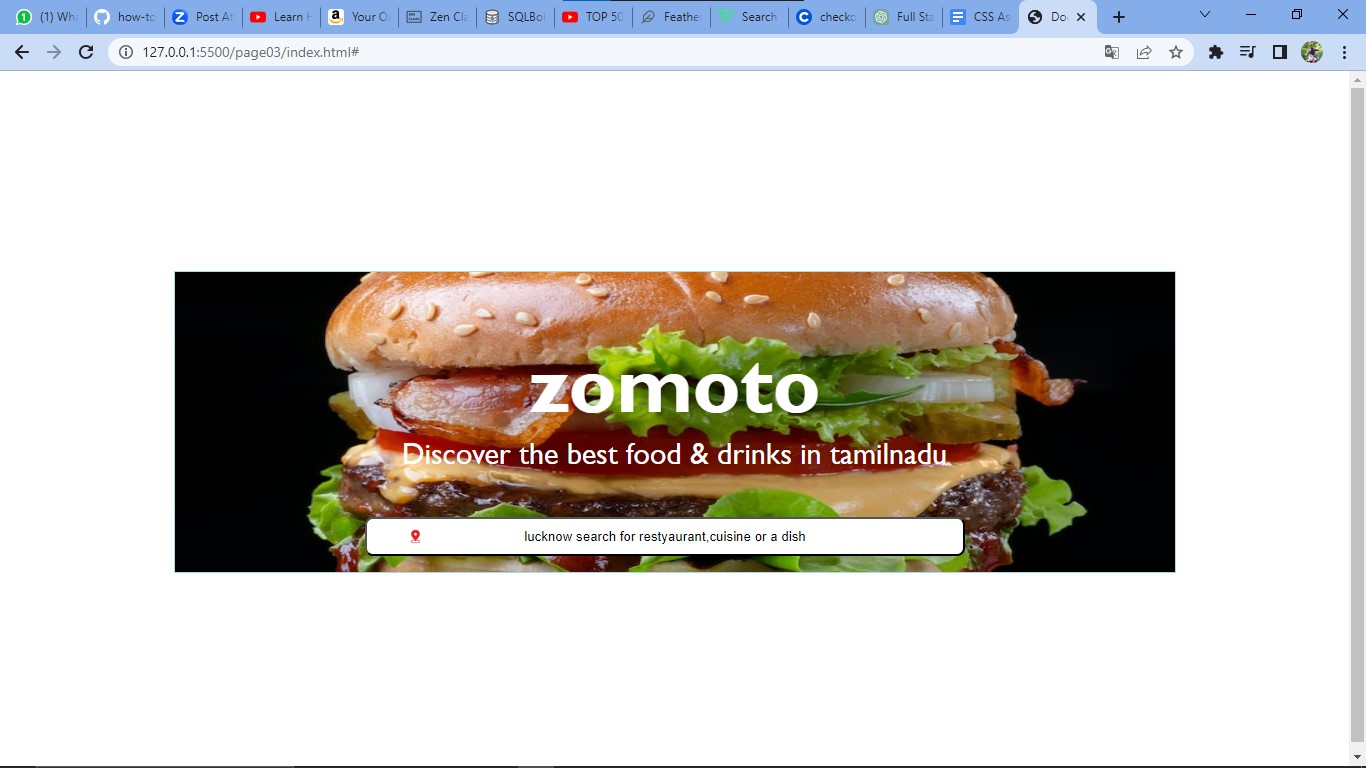 (1) Wha
how-to
Post At
Learn H
Your O
Zen Cla
SQLBol
TOP 50
Feather
Search
checko
Full Sta
CSS As
Doc
127.0.0.1:5500/page03/index.html#
zomoto
Discover the best food & drinks in tamilnadu
lucknow search for restyaurant,cuisine or a dish